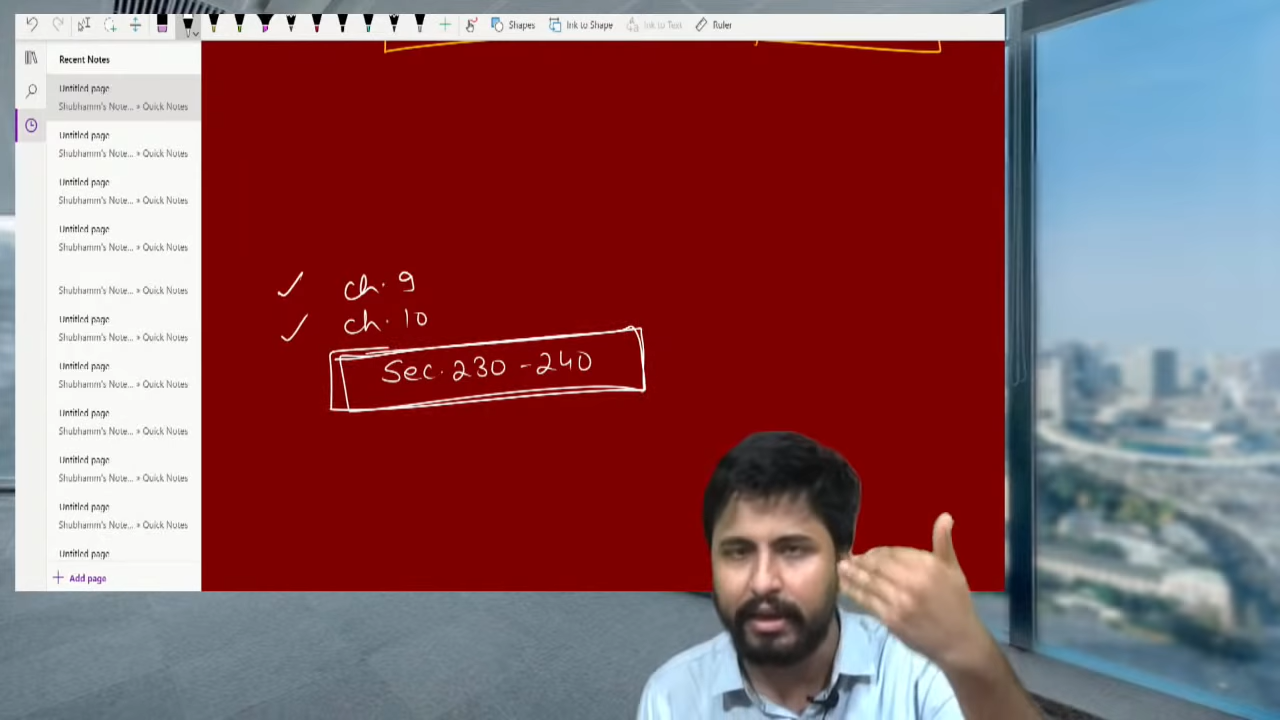 Shapes Ink to Shape Ink to Text Ruler
Recent Notes
Untitled page
Shubhamm's Note... » Quick Notes
Untitled page
Shubhamm's Note... » Quick Notes
Untitled page
Shubhamm's Note... » Quick Notes
Untitled page
Shubhamm's Note... » Quick Notes
Shubhamm's Note... » Quick Notes
Untitled page
Shubhamm's Note... » Quick Notes
Untitled page
Shubhamm's Note... » Quick Notes
Untitled page
Shubhamm's Note... » Quick Notes
Untitled page
Shubhamm's Note... » Quick Notes
Untitled page
Shubhamm's Note... » Quick Notes
Untitled page
Add page
ch. 9
ch. 10
Sec. 230 - 240